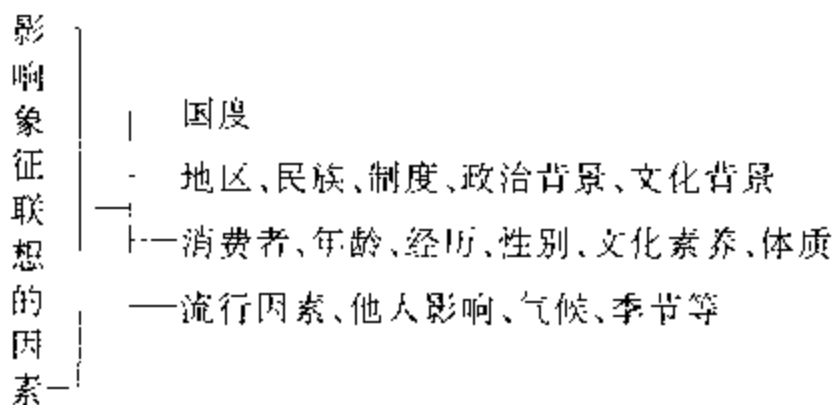 影响象征联想的因素
国度
地区、民族、制度、政治背景、文化背景
消费者、年龄、经历、性别、文化素养、体质
流行因素、他人影响、气候、季节等